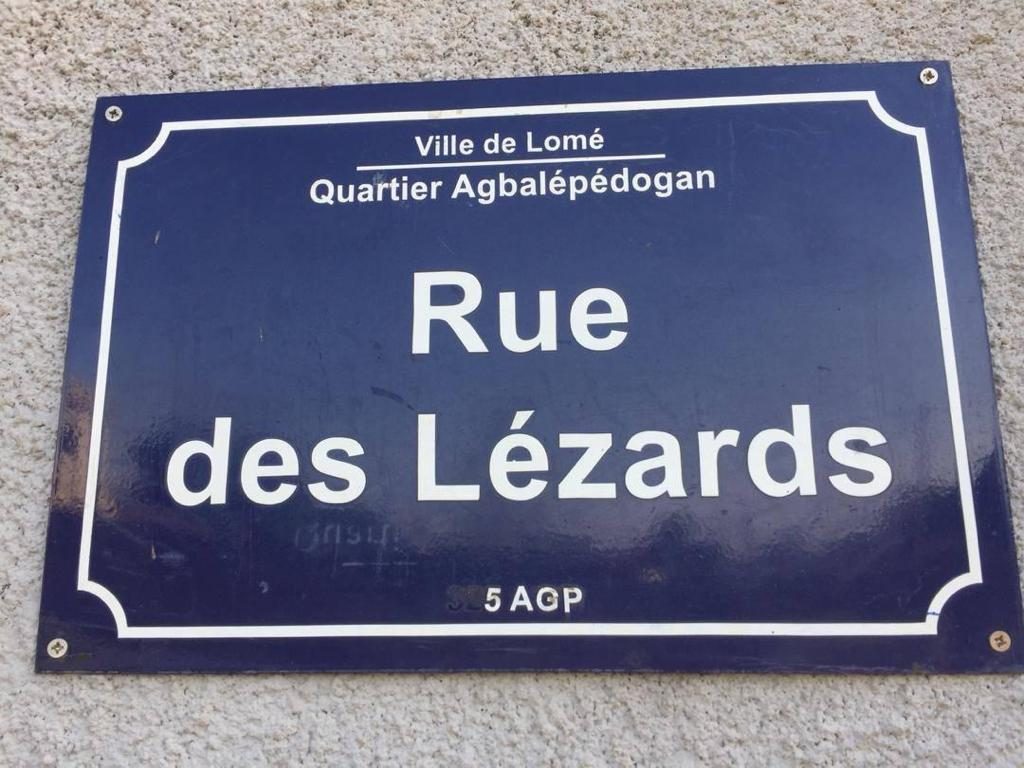 Ville de Lomé
Quartier Agbalépédogan
Rue
des Lézards
5 AGP